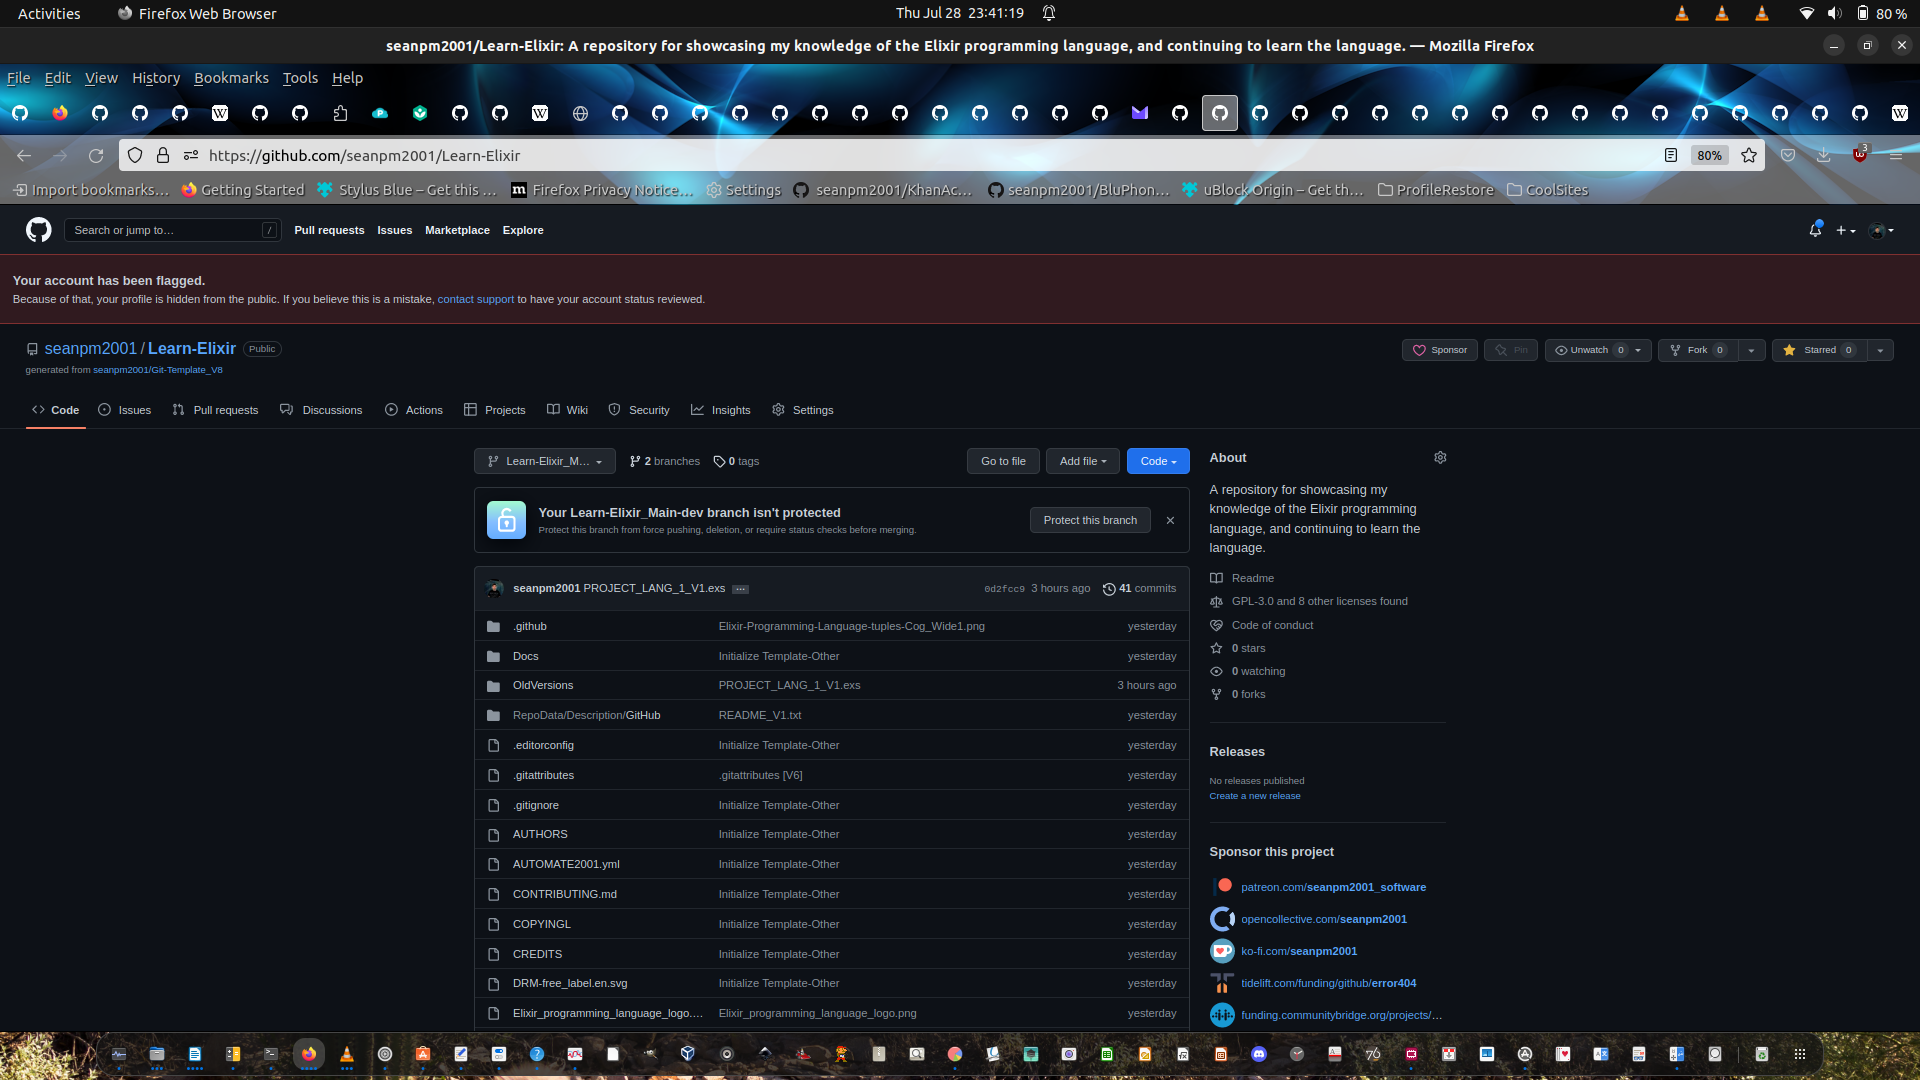 Activities Firefox Web Browser Thu Jul 28 23:41:19 80 %
seanpm2001/Learn-Elixir: A repository for showcasing my knowledge of the Elixir programming language, and continuing to learn the language. — Mozilla Firefox
File Edit View History Bookmarks Tools Help
https://github.com/seanpm2001/Learn-Elixir 80% 3
Import bookmarks… Getting Started Stylus Blue – Get this … Firefox Privacy Notice… Settings seanpm2001/KhanAc… seanpm2001/BluPhon… uBlock Origin – Get th… ProfileRestore CoolSites
Search or jump to… / Pull requests Issues Marketplace Explore
Your account has been flagged.
Because of that, your profile is hidden from the public. If you believe this is a mistake, contact support to have your account status reviewed.
seanpm2001 / Learn-Elixir Public
Sponsor Pin Unwatch 0 Fork 0 Starred 0
generated from seanpm2001/Git-Template_V8
Code Issues Pull requests Discussions Actions Projects Wiki Security Insights Settings
Learn-Elixir_M… 2 branches 0 tags Go to file Add file Code
Your Learn-Elixir_Main-dev branch isn't protected
Protect this branch from force pushing, deletion, or require status checks before merging.
Protect this branch
seanpm2001 PROJECT_LANG_1_V1.exs … 0d2fcc9 3 hours ago 41 commits
.github Elixir-Programming-Language-tuples-Cog_Wide1.png yesterday
Docs Initialize Template-Other yesterday
OldVersions PROJECT_LANG_1_V1.exs 3 hours ago
RepoData/Description/GitHub README_V1.txt yesterday
.editorconfig Initialize Template-Other yesterday
.gitattributes .gitattributes [V6] yesterday
.gitignore Initialize Template-Other yesterday
AUTHORS Initialize Template-Other yesterday
AUTOMATE2001.yml Initialize Template-Other yesterday
CONTRIBUTING.md Initialize Template-Other yesterday
COPYINGL Initialize Template-Other yesterday
CREDITS Initialize Template-Other yesterday
DRM-free_label.en.svg Initialize Template-Other yesterday
Elixir_programming_language_logo.… Elixir_programming_language_logo.png yesterday
About
A repository for showcasing my
knowledge of the Elixir programming
language, and continuing to learn the
language.
Readme
GPL-3.0 and 8 other licenses found
Code of conduct
0 stars
0 watching
0 forks
Releases
No releases published
Create a new release
Sponsor this project
patreon.com/seanpm2001_software
opencollective.com/seanpm2001
ko-fi.com/seanpm2001
tidelift.com/funding/github/error404
funding.communitybridge.org/projects/…